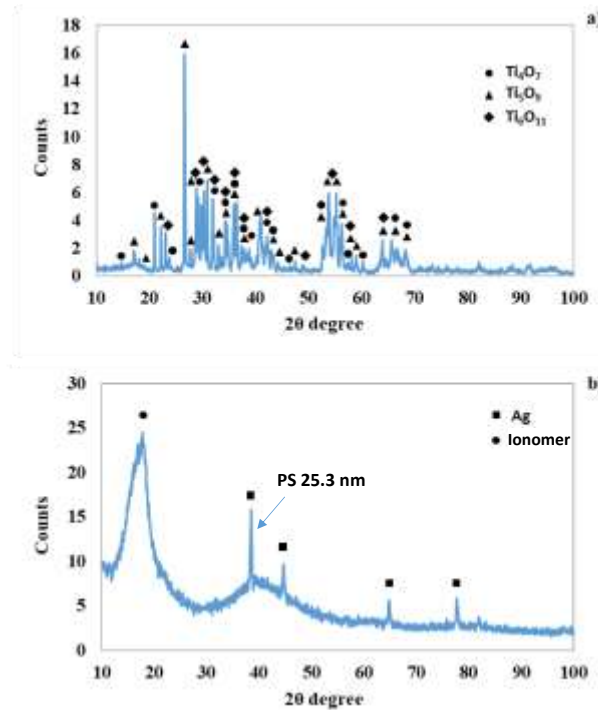 a)
18
16
14
12
10
8
6
4
2
0
Counts
Ti₄O₇
Ti₅O₉
Ti₆O₁₁
10 20 30 40 50 60 70 80 90 100
2θ degree
b
30
25
20
15
10
5
0
Counts
Ag
Ionomer
PS 25.3 nm
10 20 30 40 50 60 70 80 90 100
2θ degree